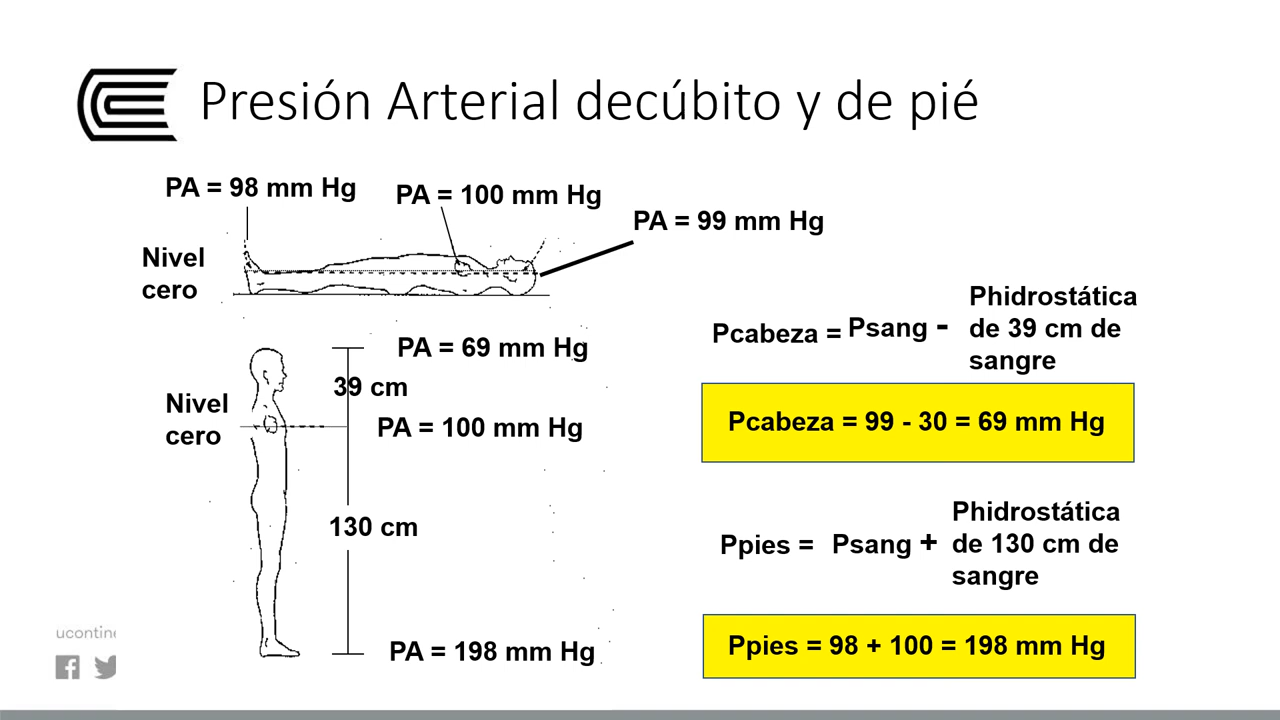 Presión Arterial decúbito y de pié
PA = 98 mm Hg
PA = 100 mm Hg
PA = 99 mm Hg
Nivel
cero
PA = 69 mm Hg
39 cm
Nivel
cero
PA = 100 mm Hg
130 cm
PA = 198 mm Hg
Pcabeza = Psang - Phidrostática
de 39 cm de
sangre
Pcabeza = 99 - 30 = 69 mm Hg
Ppies = Psang + Phidrostática
de 130 cm de
sangre
Ppies = 98 + 100 = 198 mm Hg